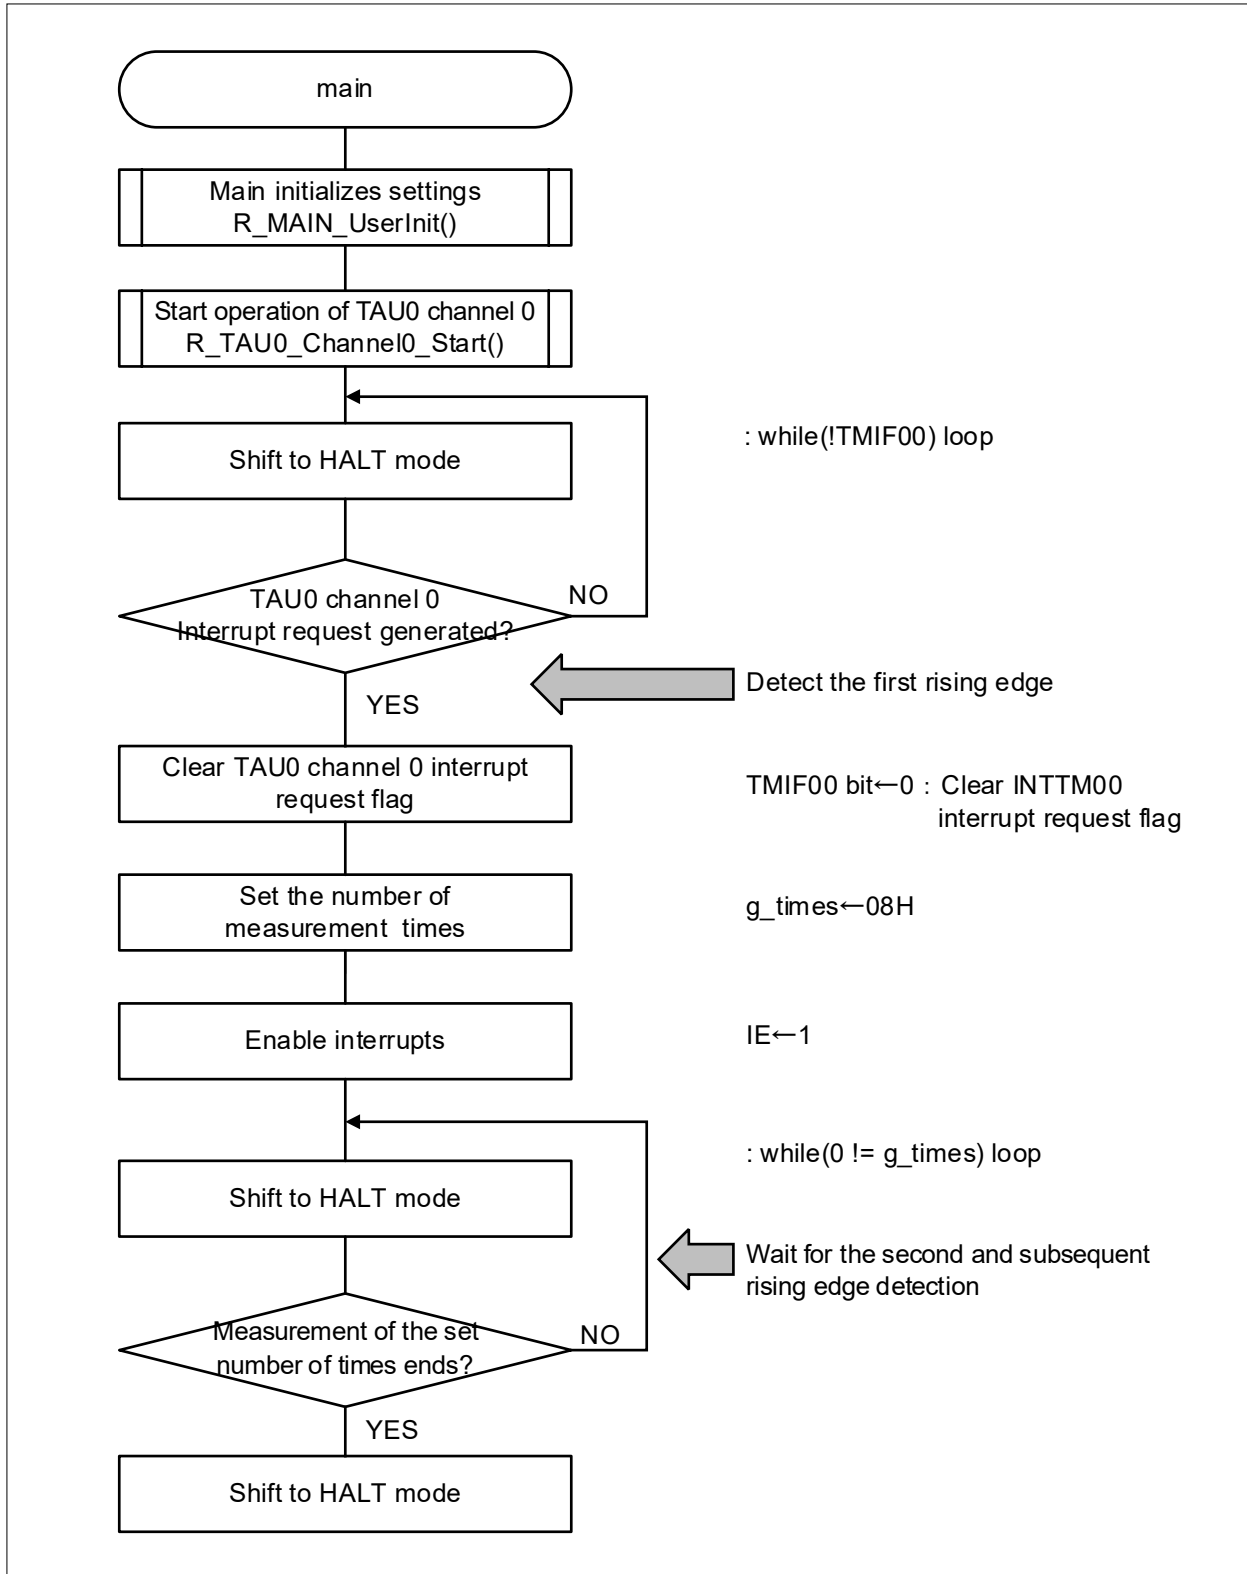 main
Main initializes settings
R_MAIN_UserInit()
Start operation of TAU0 channel 0
R_TAU0_Channel0_Start()
: while(!TMIF00) loop
Shift to HALT mode
TAU0 channel 0
Interrupt request generated?
NO
Detect the first rising edge
YES
Clear TAU0 channel 0 interrupt
request flag
TMIF00 bit←0 : Clear INTTM00
interrupt request flag
Set the number of
measurement times
g_times←08H
Enable interrupts
IE←1
: while(0 != g_times) loop
Shift to HALT mode
Wait for the second and subsequent
rising edge detection
Measurement of the set
number of times ends?
NO
YES
Shift to HALT mode